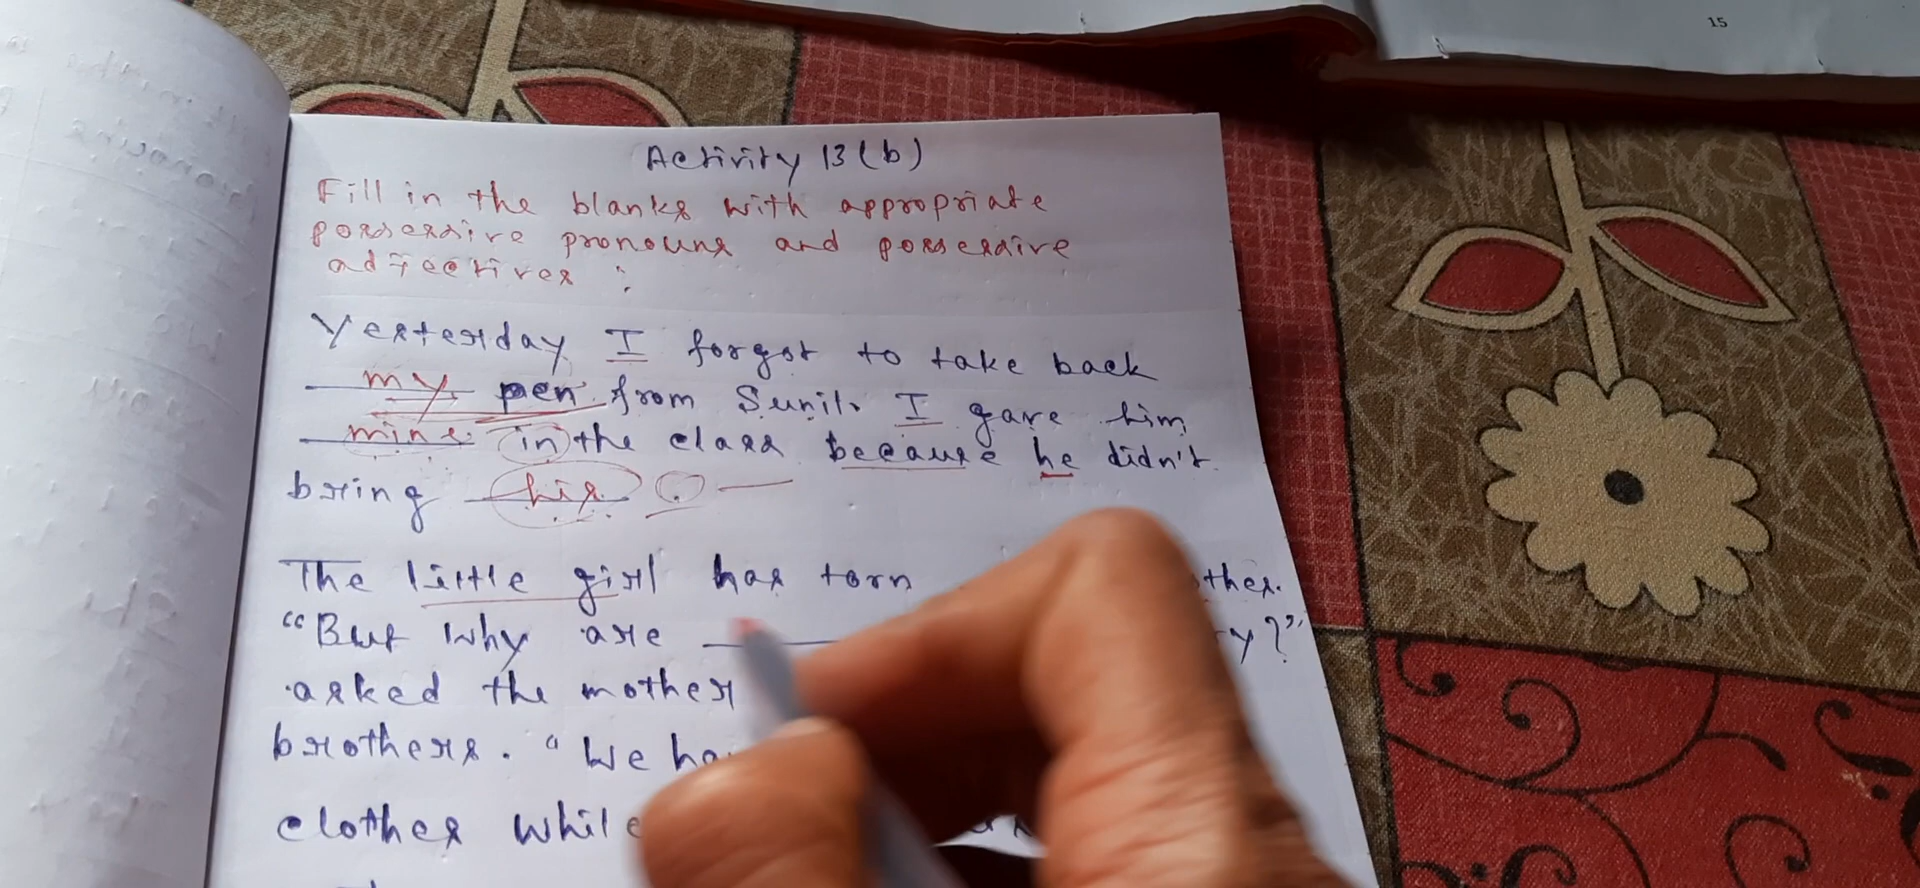 15
Activity 13 (b)
Fill in the blanks with appropriate
possessive pronouns and possessive
adjectives :
Yesterday I forgot to take back
my pen from Sunil. I gave him
mine in the class because he didn't
bring his.
The little girl has torn
"But why are
asked the mother
brothers. "We
clothes while